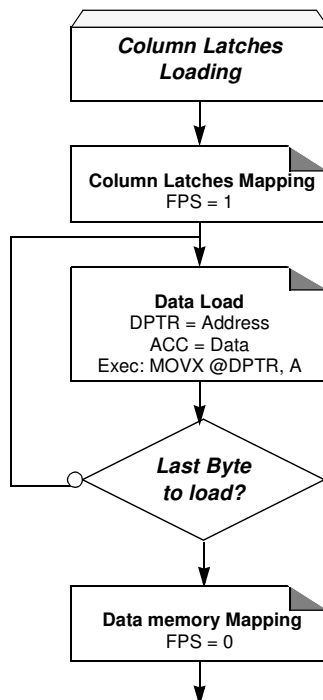 Column Latches
Loading
Column Latches Mapping
FPS = 1
Data Load
DPTR = Address
ACC = Data
Exec: MOVX @DPTR, A
Last Byte
to load?
Data memory Mapping
FPS = 0